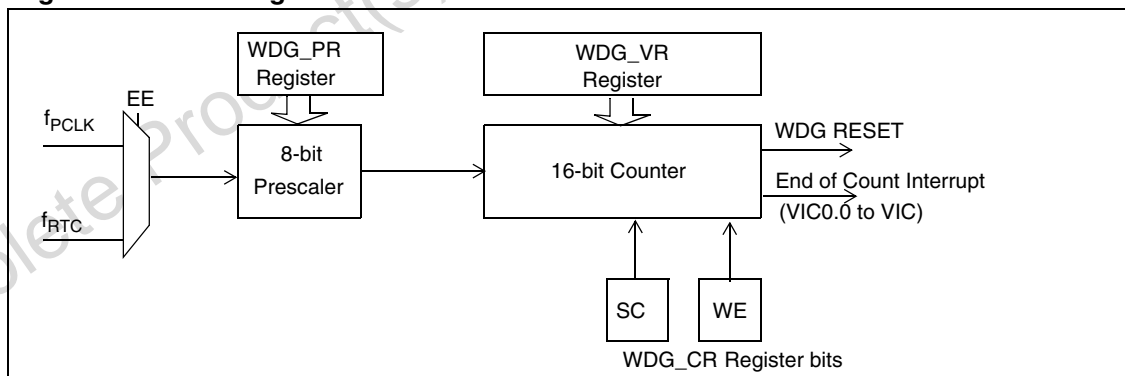 WDG_PR
Register
WDG_VR
Register
EE
fPCLK
8-bit
Prescaler
16-bit Counter
WDG RESET
End of Count Interrupt
(VIC0.0 to VIC)
fRTC
SC
WE
WDG_CR Register bits